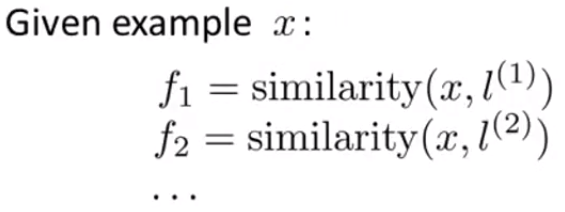 Given example x:
f₁ = similarity(x, l⁽¹⁾)
f₂ = similarity(x, l⁽²⁾)
...